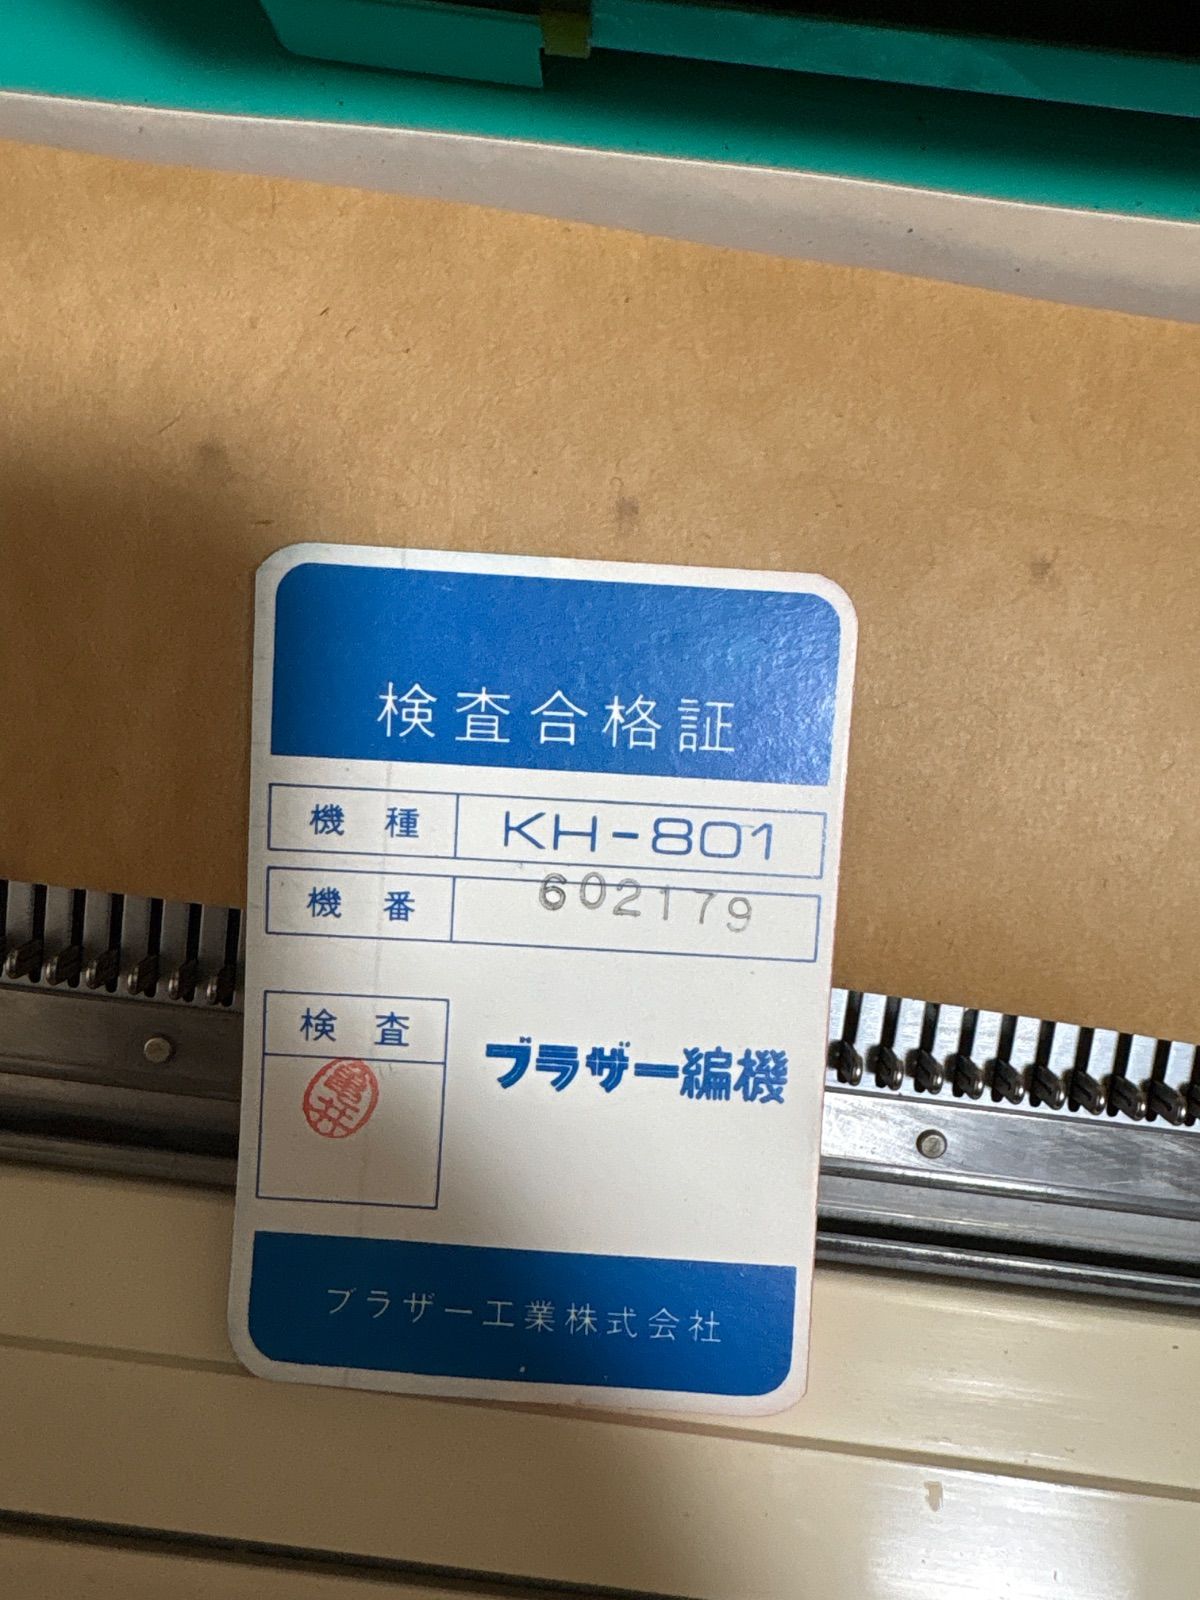 検査合格証
機種 KH-801
機番 602179
検査
ブラザー編機
ブラザー工業株式会社